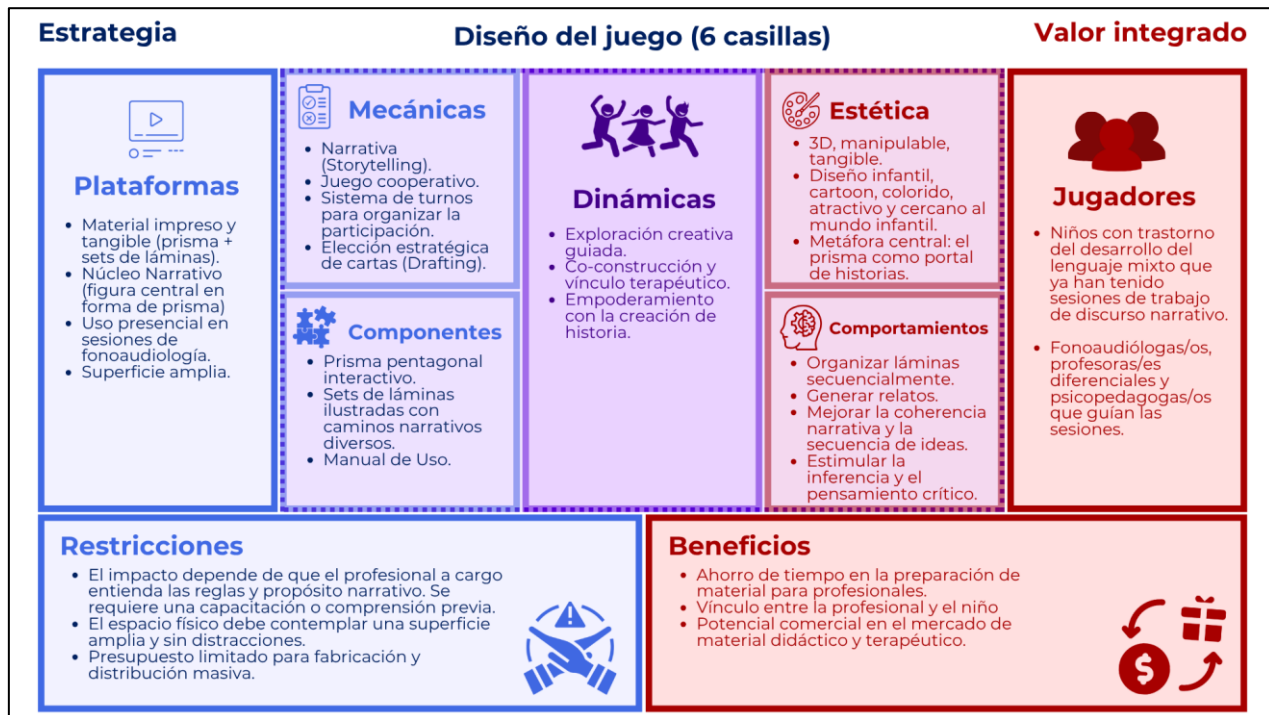 Estrategia
Diseño del juego (6 casillas)
Valor integrado
Plataformas
• Material impreso y
tangible (prisma +
sets de láminas).
• Núcleo Narrativo
(figura central en
forma de prisma)
• Uso presencial en
sesiones de
fonoaudiología.
• Superficie amplia.
Mecánicas
• Narrativa
(Storytelling).
• Juego cooperativo.
• Sistema de turnos
para organizar la
participación.
• Elección estratégica
de cartas (Drafting).
Componentes
• Prisma pentagonal
interactivo.
• Sets de láminas
ilustradas con
caminos narrativos
diversos.
• Manual de Uso.
Dinámicas
• Exploración creativa
guiada.
• Co-construcción y
vínculo terapéutico.
• Empoderamiento
con la creación de
historia.
Estética
• 3D, manipulable,
tangible.
• Diseño infantil,
cartoon, colorido,
atractivo y cercano al
mundo infantil.
• Metáfora central: el
prisma como portal
de historias.
Comportamientos
• Organizar láminas
secuencialmente.
• Generar relatos.
• Mejorar la coherencia
narrativa y la
secuencia de ideas.
• Estimular la
inferencia y el
pensamiento crítico.
Jugadores
• Niños con trastorno
del desarrollo del
lenguaje mixto que
ya han tenido
sesiones de trabajo
de discurso narrativo.
• Fonoaudiólogas/os,
profesoras/es
diferenciales y
psicopedagogas/os
que guían las
sesiones.
Restricciones
• El impacto depende de que el profesional a cargo
entienda las reglas y propósito narrativo. Se
requiere una capacitación o comprensión previa.
• El espacio físico debe contemplar una superficie
amplia y sin distracciones.
• Presupuesto limitado para fabricación y
distribución masiva.
Beneficios
• Ahorro de tiempo en la preparación de
material para profesionales.
• Vínculo entre la profesional y el niño
• Potencial comercial en el mercado de
material didáctico y terapéutico.
$